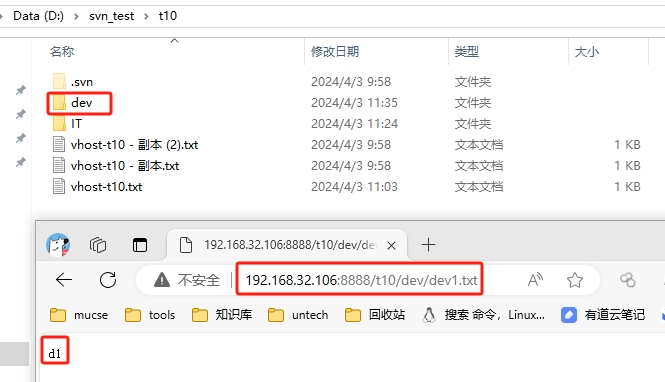 Data (D:) › svn_test › t10
名称 修改日期 类型 大小
.svn 2024/4/3 9:58 文件夹
dev 2024/4/3 11:35 文件夹
IT 2024/4/3 11:24 文件夹
vhost-t10 - 副本 (2).txt 2024/4/3 9:58 文本文档 1 KB
vhost-t10 - 副本.txt 2024/4/3 9:58 文本文档 1 KB
vhost-t10.txt 2024/4/3 11:03 文本文档 1 KB
192.168.32.106:8888/t10/dev/de
不安全 192.168.32.106:8888/t10/dev/dev1.txt
mucse tools 知识库 untech 回收站 搜索 命令，Linux... 有道云笔记
d1